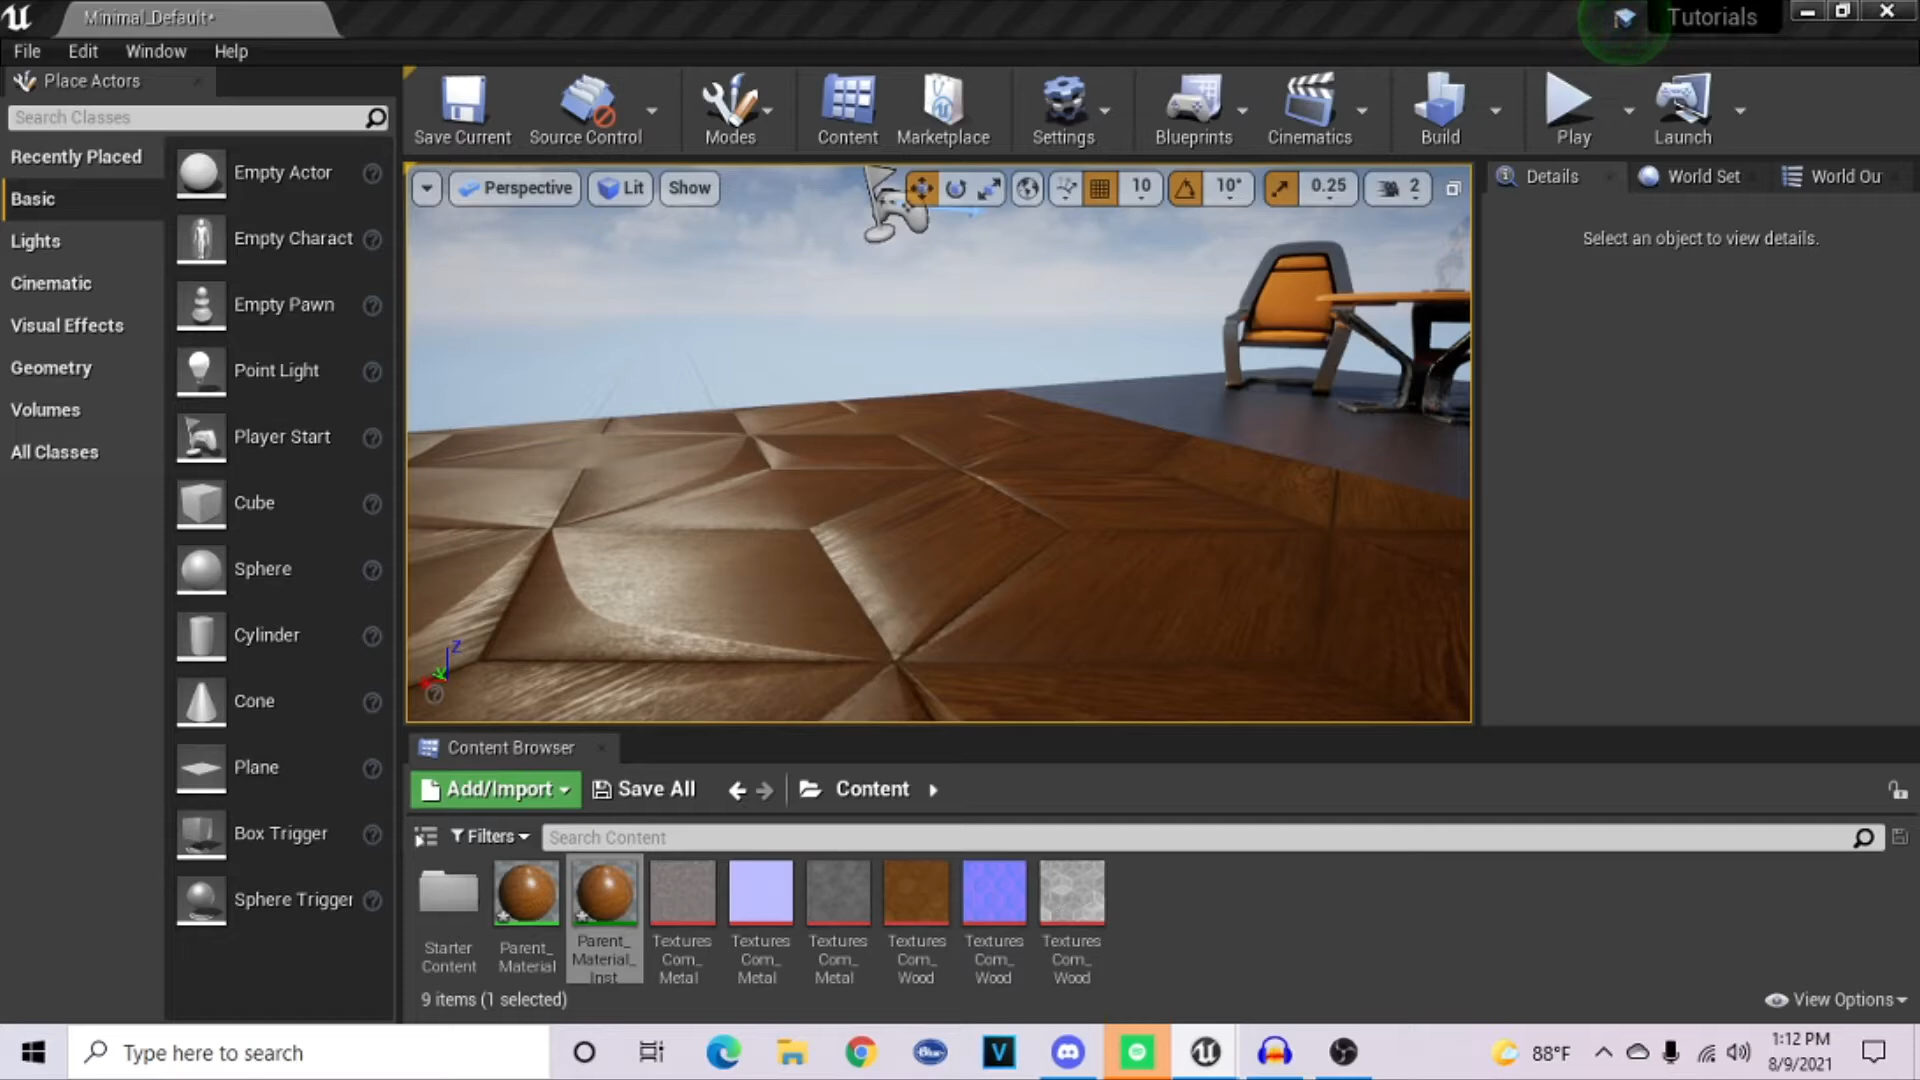 Minimal_Default*
Tutorials
File Edit Window Help
Place Actors
Search Classes
Recently Placed
Basic
Lights
Cinematic
Visual Effects
Geometry
Volumes
All Classes
Empty Actor
Empty Charact
Empty Pawn
Point Light
Player Start
Cube
Sphere
Cylinder
Cone
Plane
Box Trigger
Sphere Trigger
Save Current
Source Control
Modes
Content
Marketplace
Settings
Blueprints
Cinematics
Build
Play
Launch
Perspective Lit Show 10 10° 0.25 2
Z
Details World Set World Ou
Select an object to view details.
Content Browser
Add/Import Save All Content
Filters Search Content
Starter Content
Parent_ Material
Parent_ Material_ Inst
Textures Com_ Metal
Textures Com_ Metal
Textures Com_ Metal
Textures Com_ Wood
Textures Com_ Wood
Textures Com_ Wood
9 items (1 selected)
View Options
Type here to search
Blue
V
88°F
1:12 PM
8/9/2021